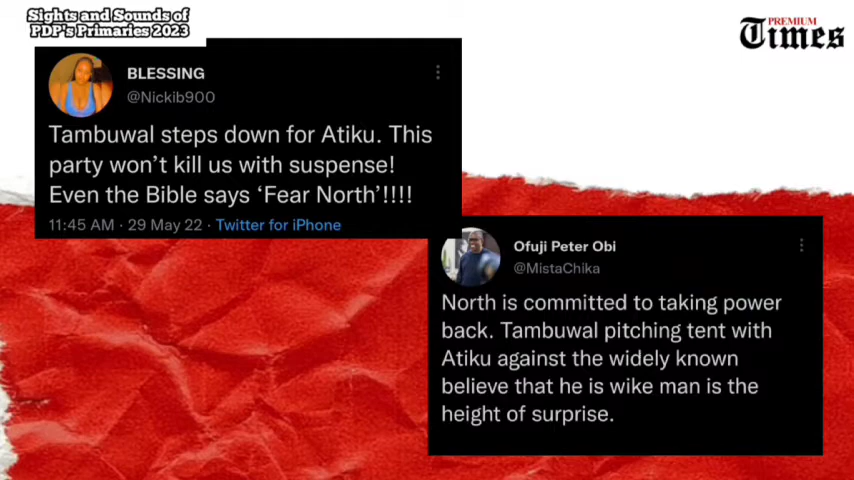 Sights and Sounds of
PDP's Primaries 2023
PREMIUM
Times
BLESSING
@Nickib900
Tambuwal steps down for Atiku. This
party won’t kill us with suspense!
Even the Bible says ‘Fear North’!!!!
11:45 AM · 29 May 22 · Twitter for iPhone
Ofuji Peter Obi
@MistaChika
North is committed to taking power
back. Tambuwal pitching tent with
Atiku against the widely known
believe that he is wike man is the
height of surprise.